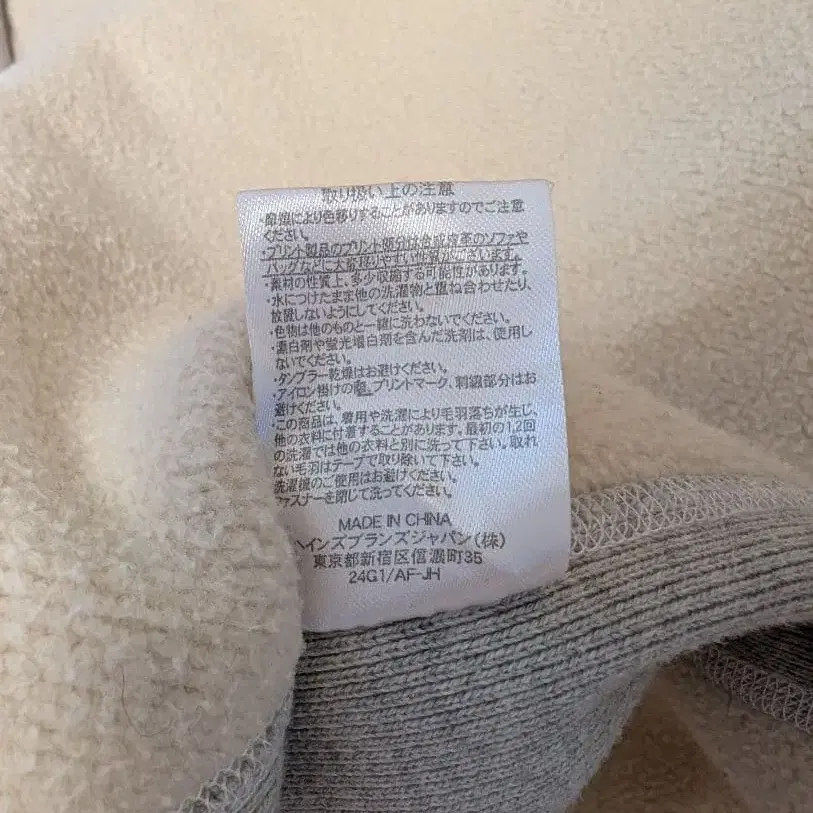 取り扱い上の注意
・摩擦により色移りすることがありますのでご注意
ください。
・プリント製品のプリント部分は合成皮革のソファや
バッグなどに大変移りやすい性質がございます。
・素材の性質上、多少収縮する可能性があります。
・水につけたまま他の洗濯物と重ね合わせたり、
放置しないようにしてください。
・色物は他のものと一緒に洗わないでください。
・漂白剤や蛍光増白剤を含んだ洗剤は、使用し
ないでください。
・タンブラー乾燥はお避けください。
・アイロン掛けの際、プリントマーク、刺繍部分はお
避けください。
・この商品は、着用や洗濯により毛羽落ちが生じ、
他の衣料に付着することがあります。最初の1,2回
の洗濯では他の衣料と別に洗って下さい。取れ
ない毛羽はテープで取り除いて下さい。
洗濯機のご使用はお避けください。
ファスナーを閉じて洗ってください。
MADE IN CHINA
ヘインズブランズジャパン(株)
東京都新宿区信濃町35
24G1/AF-JH